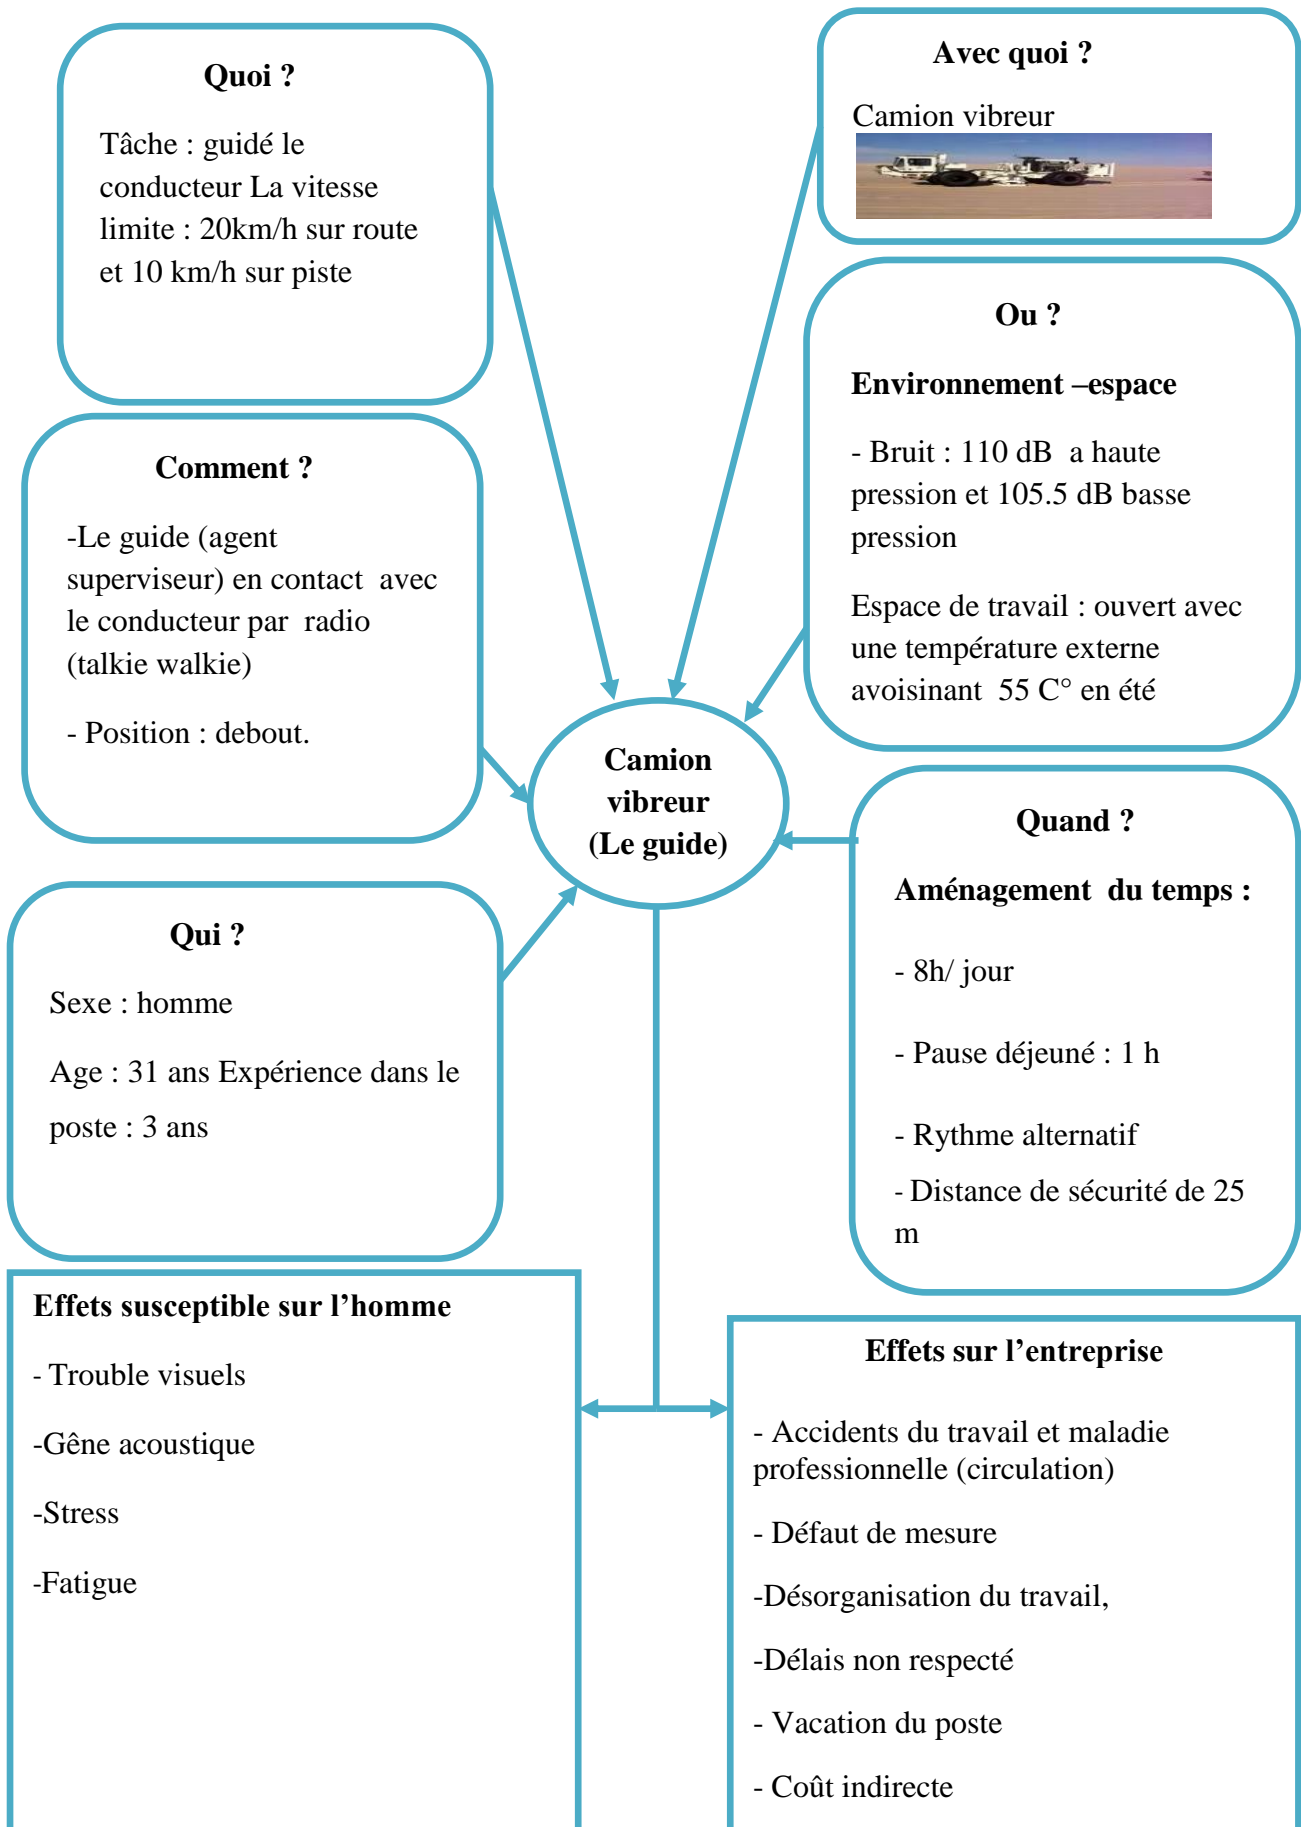 Quoi ?
Tâche : guidé le
conducteur La vitesse
limite : 20km/h sur route
et 10 km/h sur piste
Avec quoi ?
Camion vibreur
Ou ?
Environnement –espace
- Bruit : 110 dB a haute
pression et 105.5 dB basse
pression
Espace de travail : ouvert avec
une température externe
avoisinant 55 C° en été
Comment ?
-Le guide (agent
superviseur) en contact avec
le conducteur par radio
(talkie walkie)
- Position : debout.
Camion
vibreur
(Le guide)
Quand ?
Aménagement du temps :
- 8h/ jour
- Pause déjeuné : 1 h
- Rythme alternatif
- Distance de sécurité de 25
m
Qui ?
Sexe : homme
Age : 31 ans Expérience dans le
poste : 3 ans
Effets susceptible sur l’homme
- Trouble visuels
-Gêne acoustique
-Stress
-Fatigue
Effets sur l’entreprise
- Accidents du travail et maladie
professionnelle (circulation)
- Défaut de mesure
-Désorganisation du travail,
-Délais non respecté
- Vacation du poste
- Coût indirecte